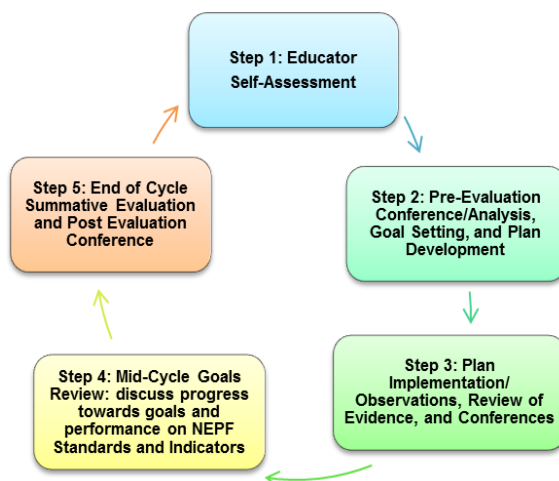 Step 1: Educator
Self-Assessment
Step 2: Pre-Evaluation
Conference/Analysis,
Goal Setting, and Plan
Development
Step 3: Plan
Implementation/
Observations, Review of
Evidence, and Conferences
Step 4: Mid-Cycle Goals
Review: discuss progress
towards goals and
performance on NEPF
Standards and Indicators
Step 5: End of Cycle
Summative Evaluation
and Post Evaluation
Conference